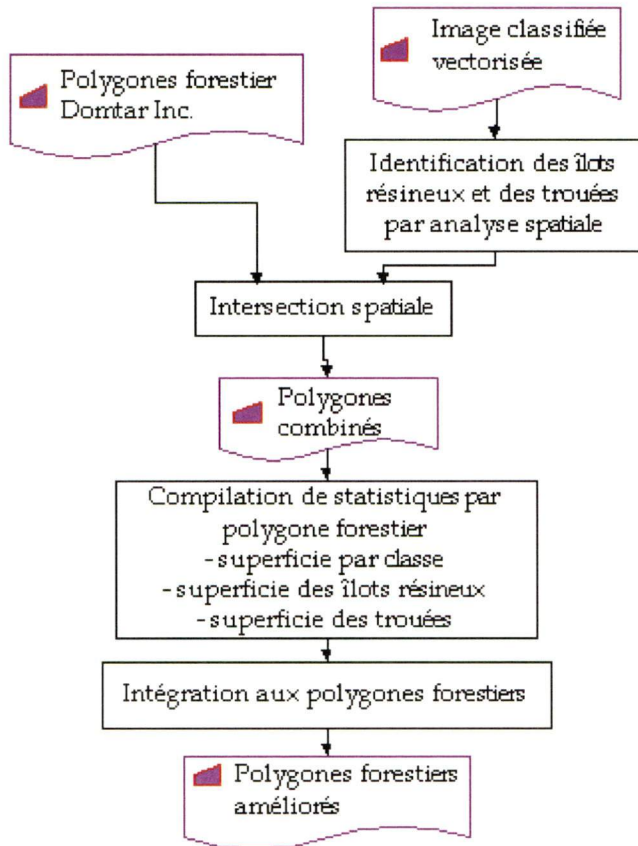 Image classifiée
vectorisée
Polygones forestier
Domtar Inc.
Identification des îlots
résineux et des trouées
par analyse spatiale
Intersection spatiale
Polygones
combinés
Compilation de statistiques par
polygone forestier
-superficie par classe
-superficie des îlots résineux
-superficie des trouées
Intégration aux polygones forestiers
Polygones forestiers
améliorés